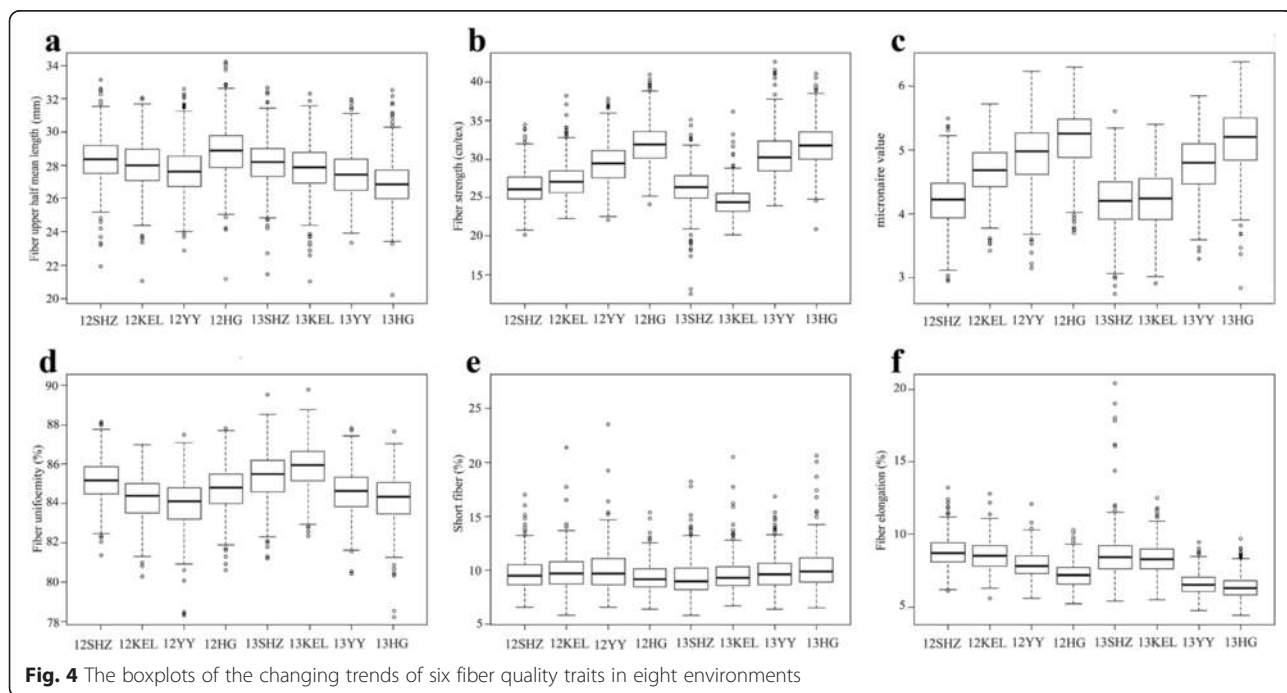 a
34
32
30
28
26
24
22
20
Fiber upper half mean length (mm)
12SHZ 12KEL 12YY 12HG 13SHZ 13KEL 13YY 13HG
b
40
35
30
25
20
15
Fiber strength (cn/tex)
12SHZ 12KEL 12YY 12HG 13SHZ 13KEL 13YY 13HG
c
6
5
4
3
micronaire value
12SHZ 12KEL 12YY 12HG 13SHZ 13KEL 13YY 13HG
d
90
88
86
84
82
80
78
Fiber unifoemity (%)
12SHZ 12KEL 12YY 12HG 13SHZ 13KEL 13YY 13HG
e
25
20
15
10
5
Short fiber (%)
12SHZ 12KEL 12YY 12HG 13SHZ 13KEL 13YY 13HG
f
20
15
10
5
Fiber elongation (%)
12SHZ 12KEL 12YY 12HG 13SHZ 13KEL 13YY 13HG
Fig. 4 The boxplots of the changing trends of six fiber quality traits in eight environments